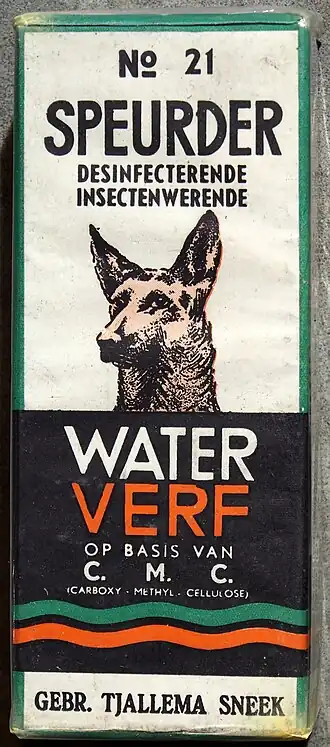 No 21
SPEURDER
DESINFECTERENDE
INSECTENWERENDE
WATER
VERF
OP BASIS VAN
C. M. C.
(CARBOXY - METHYL - CELLULOSE)
GEBR. TJALLEMA SNEEK